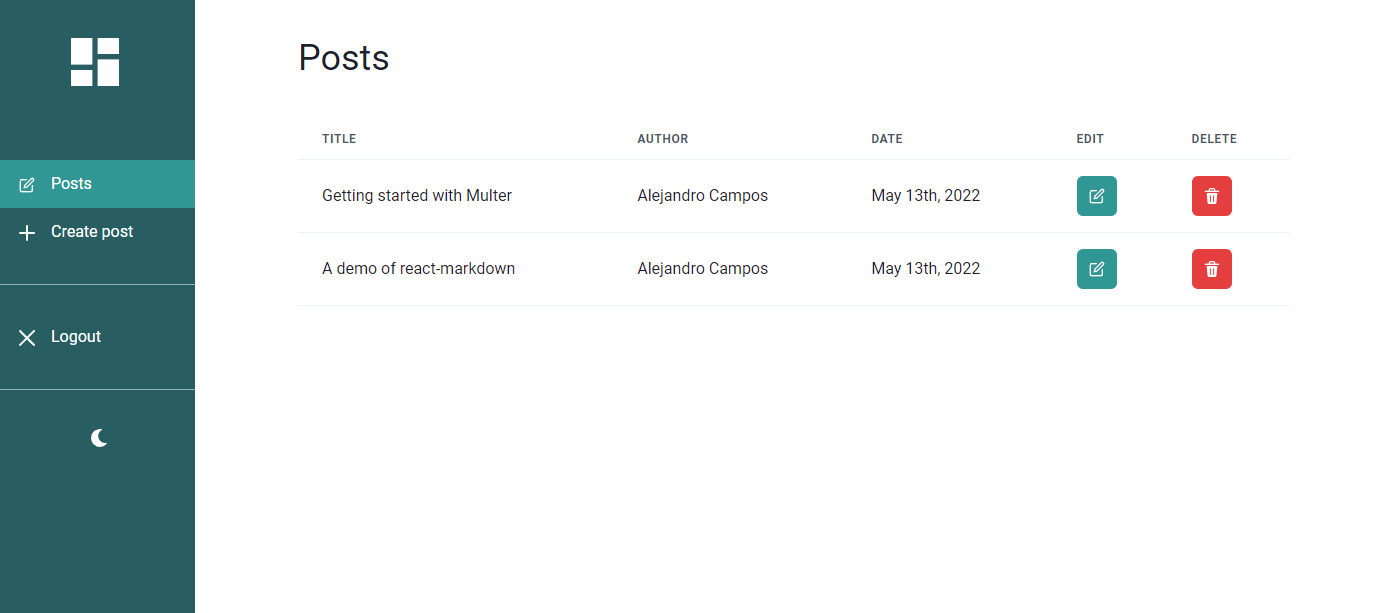 Posts
Create post
Logout
Posts
TITLE AUTHOR DATE EDIT DELETE
Getting started with Multer Alejandro Campos May 13th, 2022
A demo of react-markdown Alejandro Campos May 13th, 2022